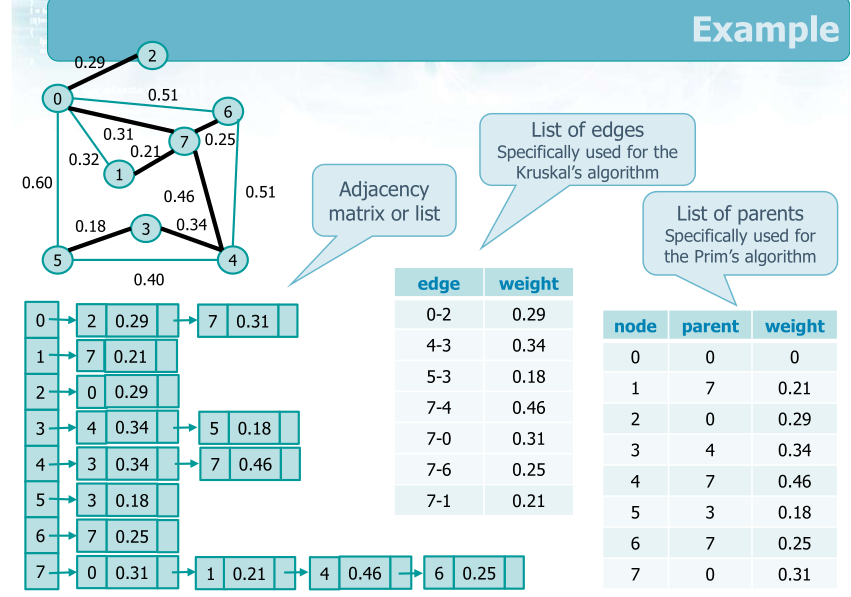 Example
0.29
2
0
0.51
6
0.31
7
0.25
0.32
0.21
1
0.60
0.46
0.51
0.18
3
0.34
5
4
0.40
Adjacency
matrix or list
List of edges
Specifically used for the
Kruskal's algorithm
List of parents
Specifically used for
the Prim's algorithm
0 2 0.29 7 0.31
1 7 0.21
2 0 0.29
3 4 0.34 5 0.18
4 3 0.34 7 0.46
5 3 0.18
6 7 0.25
7 0 0.31 1 0.21 4 0.46 6 0.25
edge weight
0-2 0.29
4-3 0.34
5-3 0.18
7-4 0.46
7-0 0.31
7-6 0.25
7-1 0.21
node parent weight
0 0 0
1 7 0.21
2 0 0.29
3 4 0.34
4 7 0.46
5 3 0.18
6 7 0.25
7 0 0.31